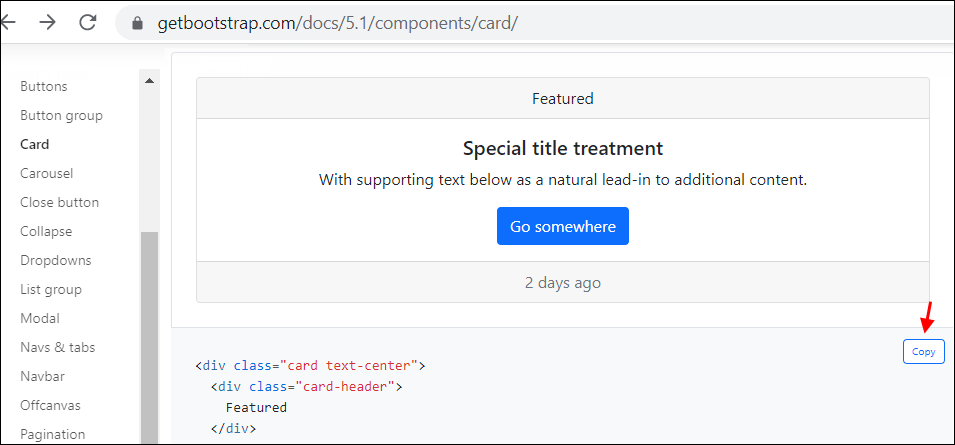 getbootstrap.com/docs/5.1/components/card/
Buttons
Button group
Card
Carousel
Close button
Collapse
Dropdowns
List group
Modal
Navs & tabs
Navbar
Offcanvas
Pagination
Featured
Special title treatment
With supporting text below as a natural lead-in to additional content.
Go somewhere
2 days ago
Copy
<div class="card text-center">
  <div class="card-header">
    Featured
  </div>